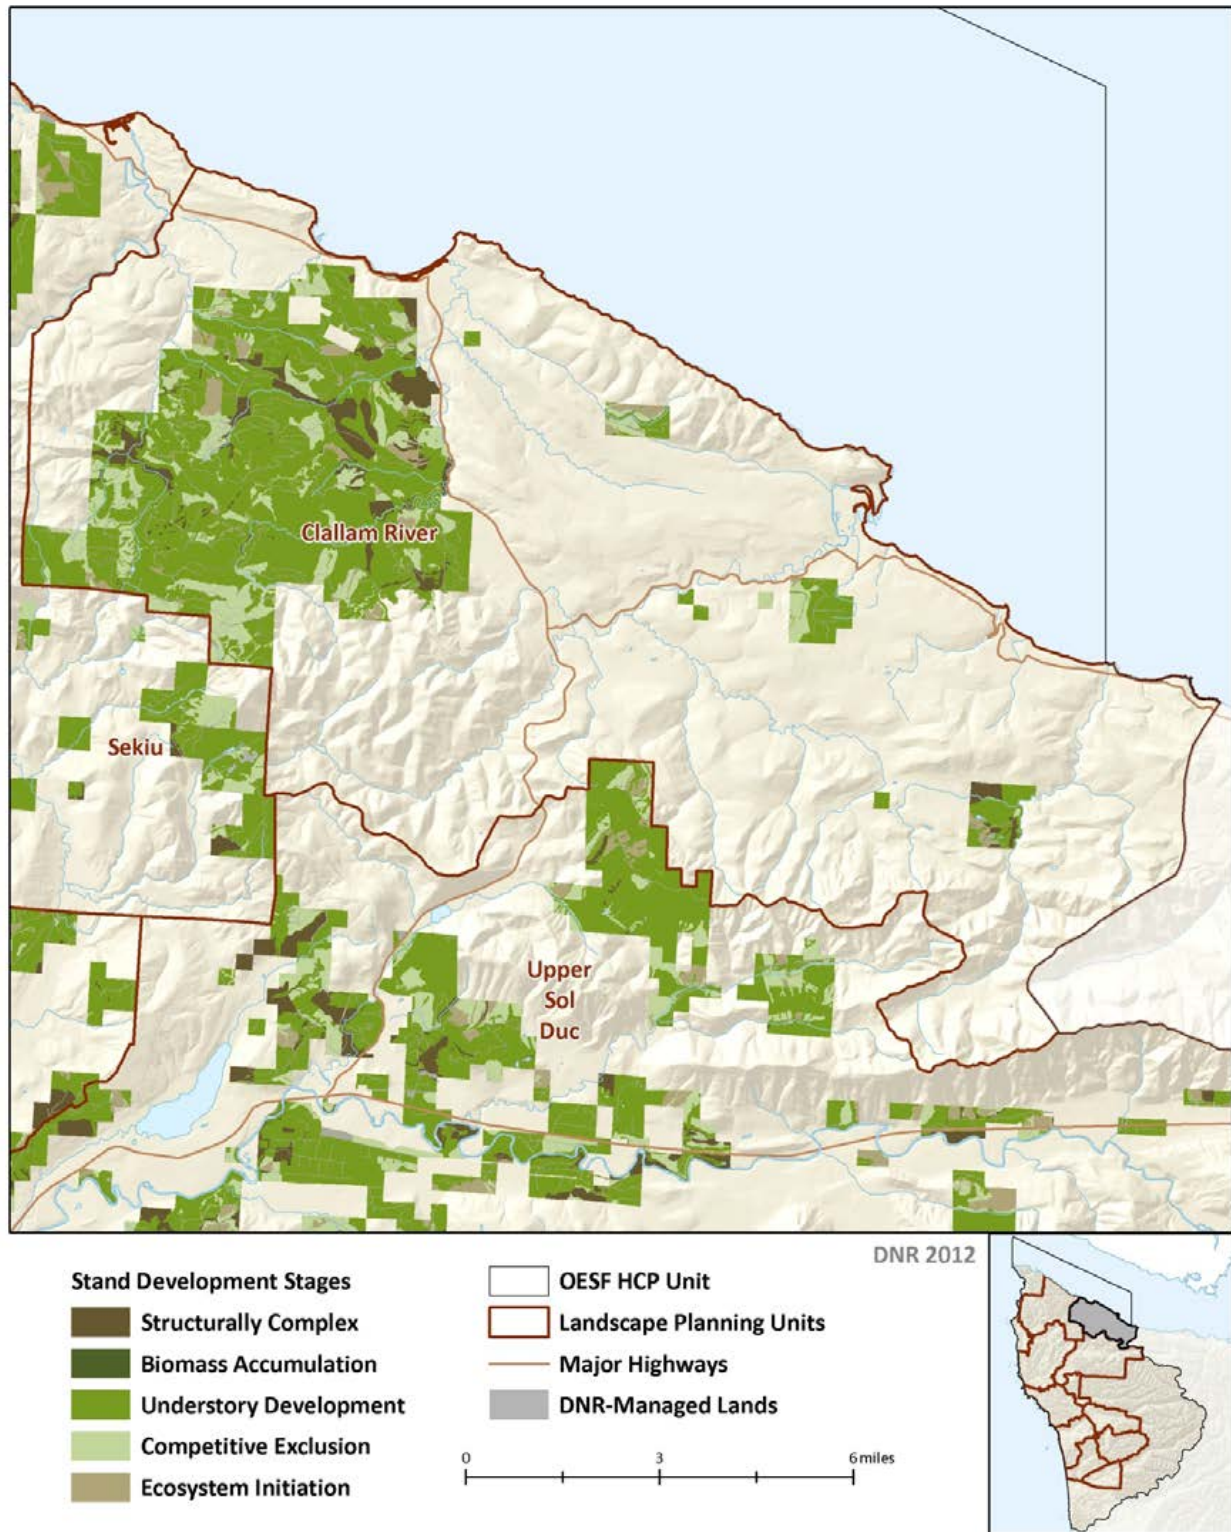 Clallam River
Sekiu
Upper
Sol
Duc
DNR 2012
Stand Development Stages
Structurally Complex
Biomass Accumulation
Understory Development
Competitive Exclusion
Ecosystem Initiation
OESF HCP Unit
Landscape Planning Units
Major Highways
DNR-Managed Lands
0 3 6 miles